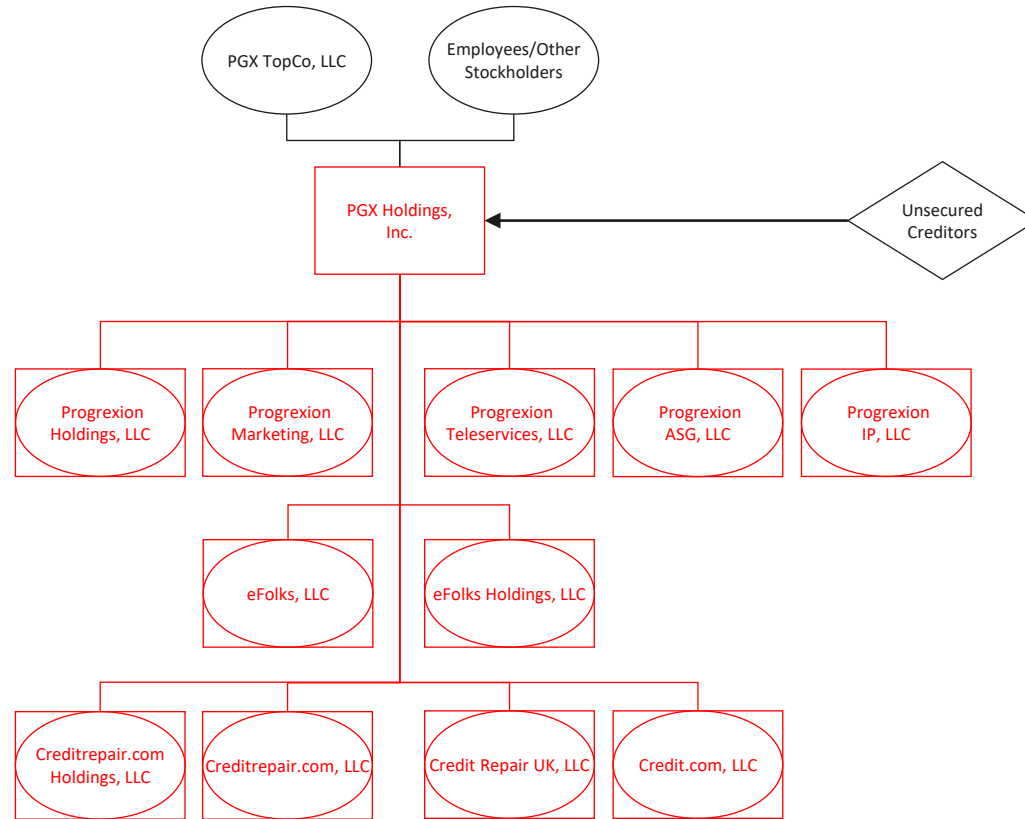 PGX TopCo, LLC
Employees/Other
Stockholders
PGX Holdings,
Inc.
Unsecured
Creditors
Progrexion
Holdings, LLC
Progrexion
Marketing, LLC
Progrexion
Teleservices, LLC
Progrexion
ASG, LLC
Progrexion
IP, LLC
eFolks, LLC
eFolks Holdings, LLC
Creditrepair.com
Holdings, LLC
Creditrepair.com, LLC
Credit Repair UK, LLC
Credit.com, LLC